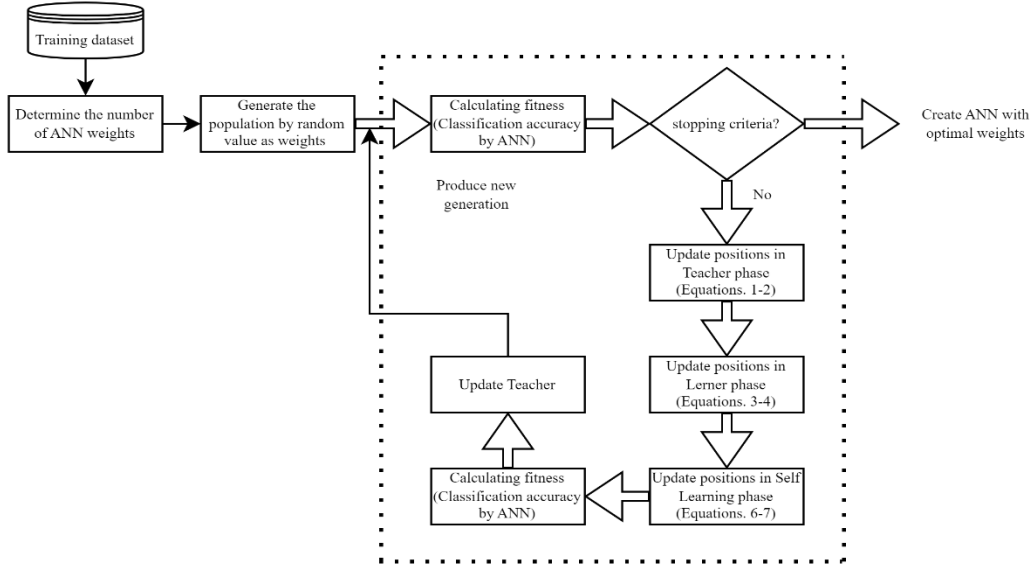 Training dataset
Determine the number
of ANN weights
Generate the
population by random
value as weights
Calculating fitness
(Classification accuracy
by ANN)
stopping criteria?
Create ANN with
optimal weights
Produce new
generation
No
Update positions in
Teacher phase
(Equations. 1-2)
Update positions in
Lerner phase
(Equations. 3-4)
Update positions in Self
Learning phase
(Equations. 6-7)
Calculating fitness
(Classification accuracy
by ANN)
Update Teacher